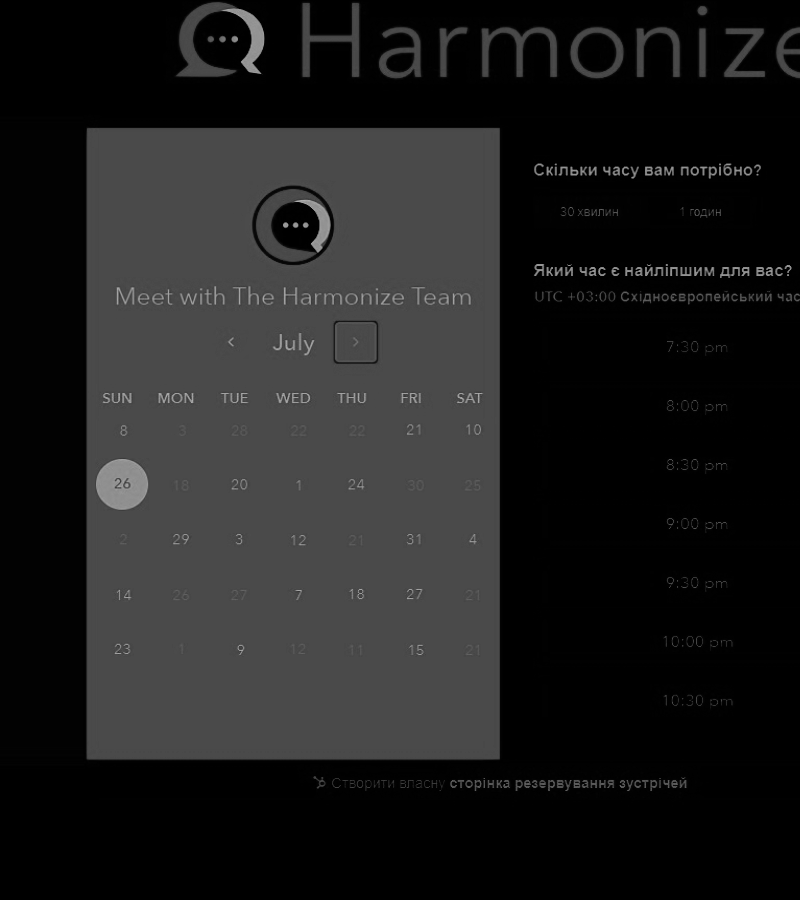 Harmonize
Meet with The Harmonize Team
July
SUN MON TUE WED THU FRI SAT
8 3 28 22 22 21 10
26 18 20 1 24 30 25
2 29 3 12 21 31 4
14 26 27 7 18 27 21
23 1 9 12 11 15 21
Скільки часу вам потрібно?
30 хвилин 1 годин
Який час є найліпшим для вас?
UTC +03:00 Східноєвропейський час
7:30 pm
8:00 pm
8:30 pm
9:00 pm
9:30 pm
10:00 pm
10:30 pm
Створити власну сторінка резервування зустрічей